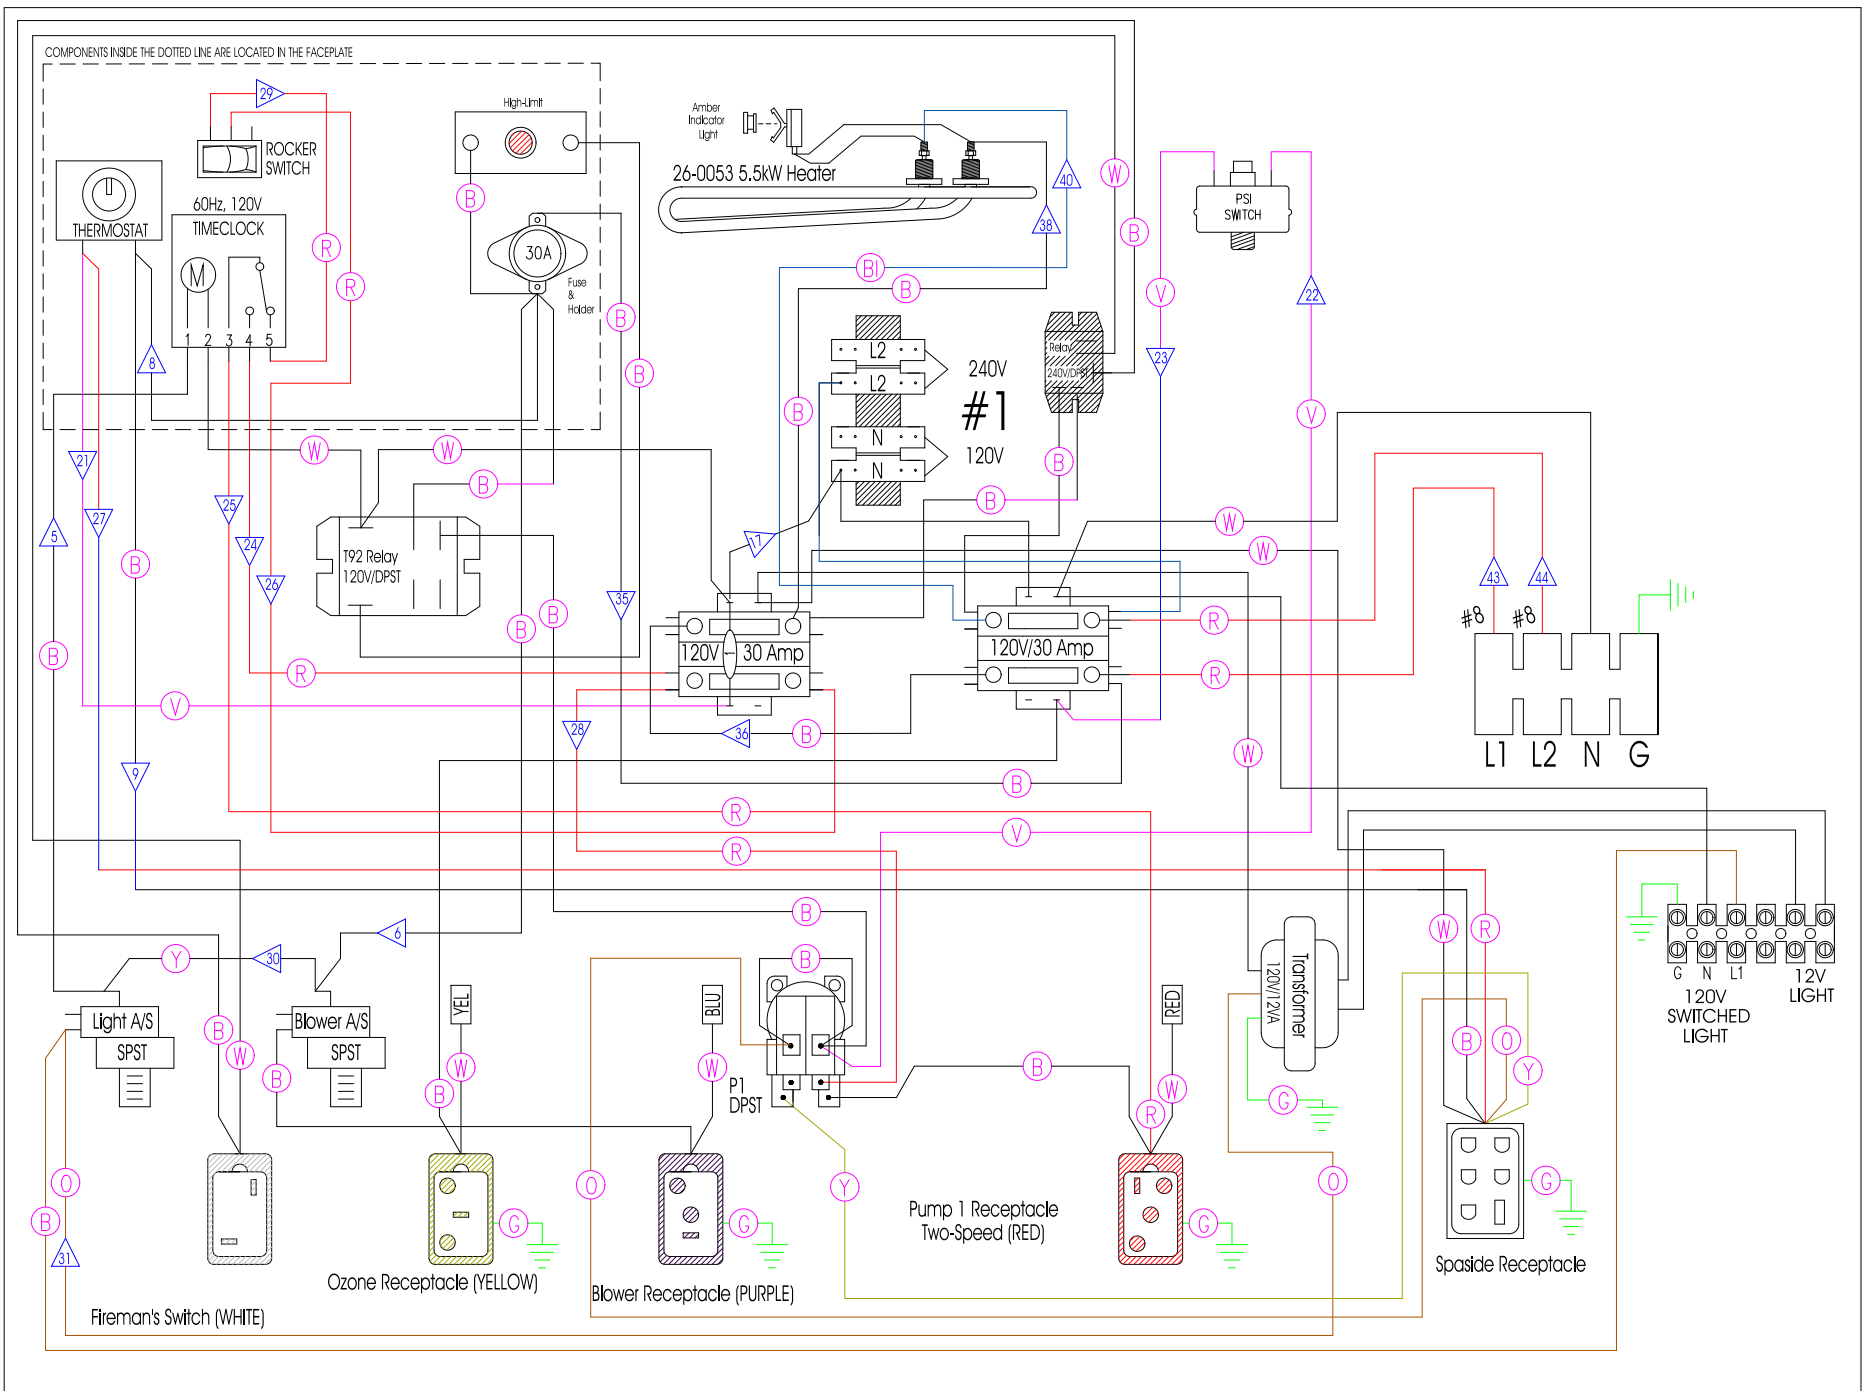 COMPONENTS INSIDE THE DOTTED LINE ARE LOCATED IN THE FACEPLATE
29
High-Limit
Amber
Indicator
Light
ROCKER
SWITCH
26-0053 5.5kW Heater
40
W
PSI
SWITCH
B
60Hz, 120V
TIMECLOCK
THERMOSTAT
38
B
R
30A
BI
M
R
Fuse
&
Holder
B
B
V
22
1 2 3 4 5
8
B
L2
L2
240V
#1
120V
N
N
Relay
240V/DPST
23
B
V
W
W
B
B
B
21
25
27
5
24
26
B
T92 Relay
120V/DPST
17
W
W
43
44
35
B
B
#8
#8
B
R
120V
1
30 Amp
120V/30 Amp
R
R
V
28
36
B
L1 L2 N G
W
9
B
R
V
R
B
6
Y
30
B
W
R
YEL
BLU
RED
Transformer
120V/12VA
G N L1
120V
SWITCHED
LIGHT
12V
LIGHT
Light A/S
SPST
Blower A/S
SPST
B
W
B
W
B
W
P1
DPST
B
W
R
G
B
O
Y
O
B
31
O
Y
O
G
G
G
G
Pump 1 Receptacle
Two-Speed (RED)
Spaside Receptacle
Ozone Receptacle (YELLOW)
Blower Receptacle (PURPLE)
Fireman's Switch (WHITE)